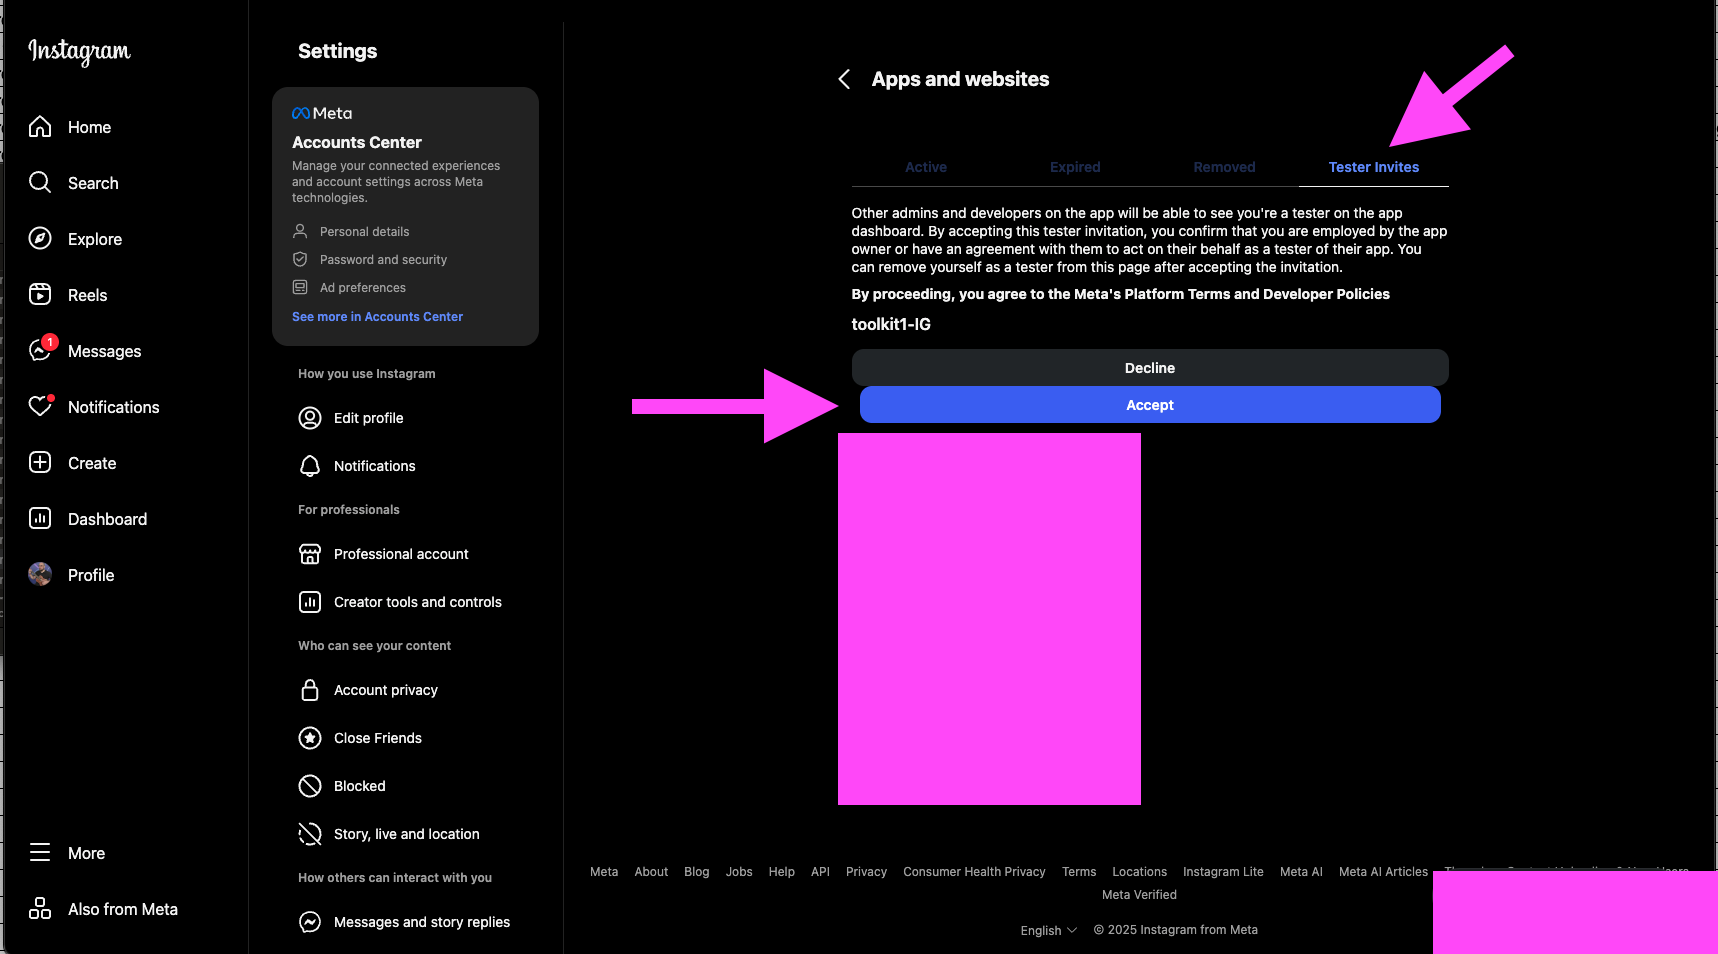 Instagram
Home
Search
Explore
Reels
1
Messages
Notifications
Create
Dashboard
Profile
More
Also from Meta
Settings
Meta
Accounts Center
Manage your connected experiences
and account settings across Meta
technologies.
Personal details
Password and security
Ad preferences
See more in Accounts Center
How you use Instagram
Edit profile
Notifications
For professionals
Professional account
Creator tools and controls
Who can see your content
Account privacy
Close Friends
Blocked
Story, live and location
How others can interact with you
Messages and story replies
Apps and websites
Active Expired Removed Tester Invites
Other admins and developers on the app will be able to see you're a tester on the app
dashboard. By accepting this tester invitation, you confirm that you are employed by the app
owner or have an agreement with them to act on their behalf as a tester of their app. You
can remove yourself as a tester from this page after accepting the invitation.
By proceeding, you agree to the Meta's Platform Terms and Developer Policies
toolkit1-IG
Decline
Accept
Meta About Blog Jobs Help API Privacy Consumer Health Privacy Terms Locations Instagram Lite Meta AI Meta AI Articles
Meta Verified
English © 2025 Instagram from Meta